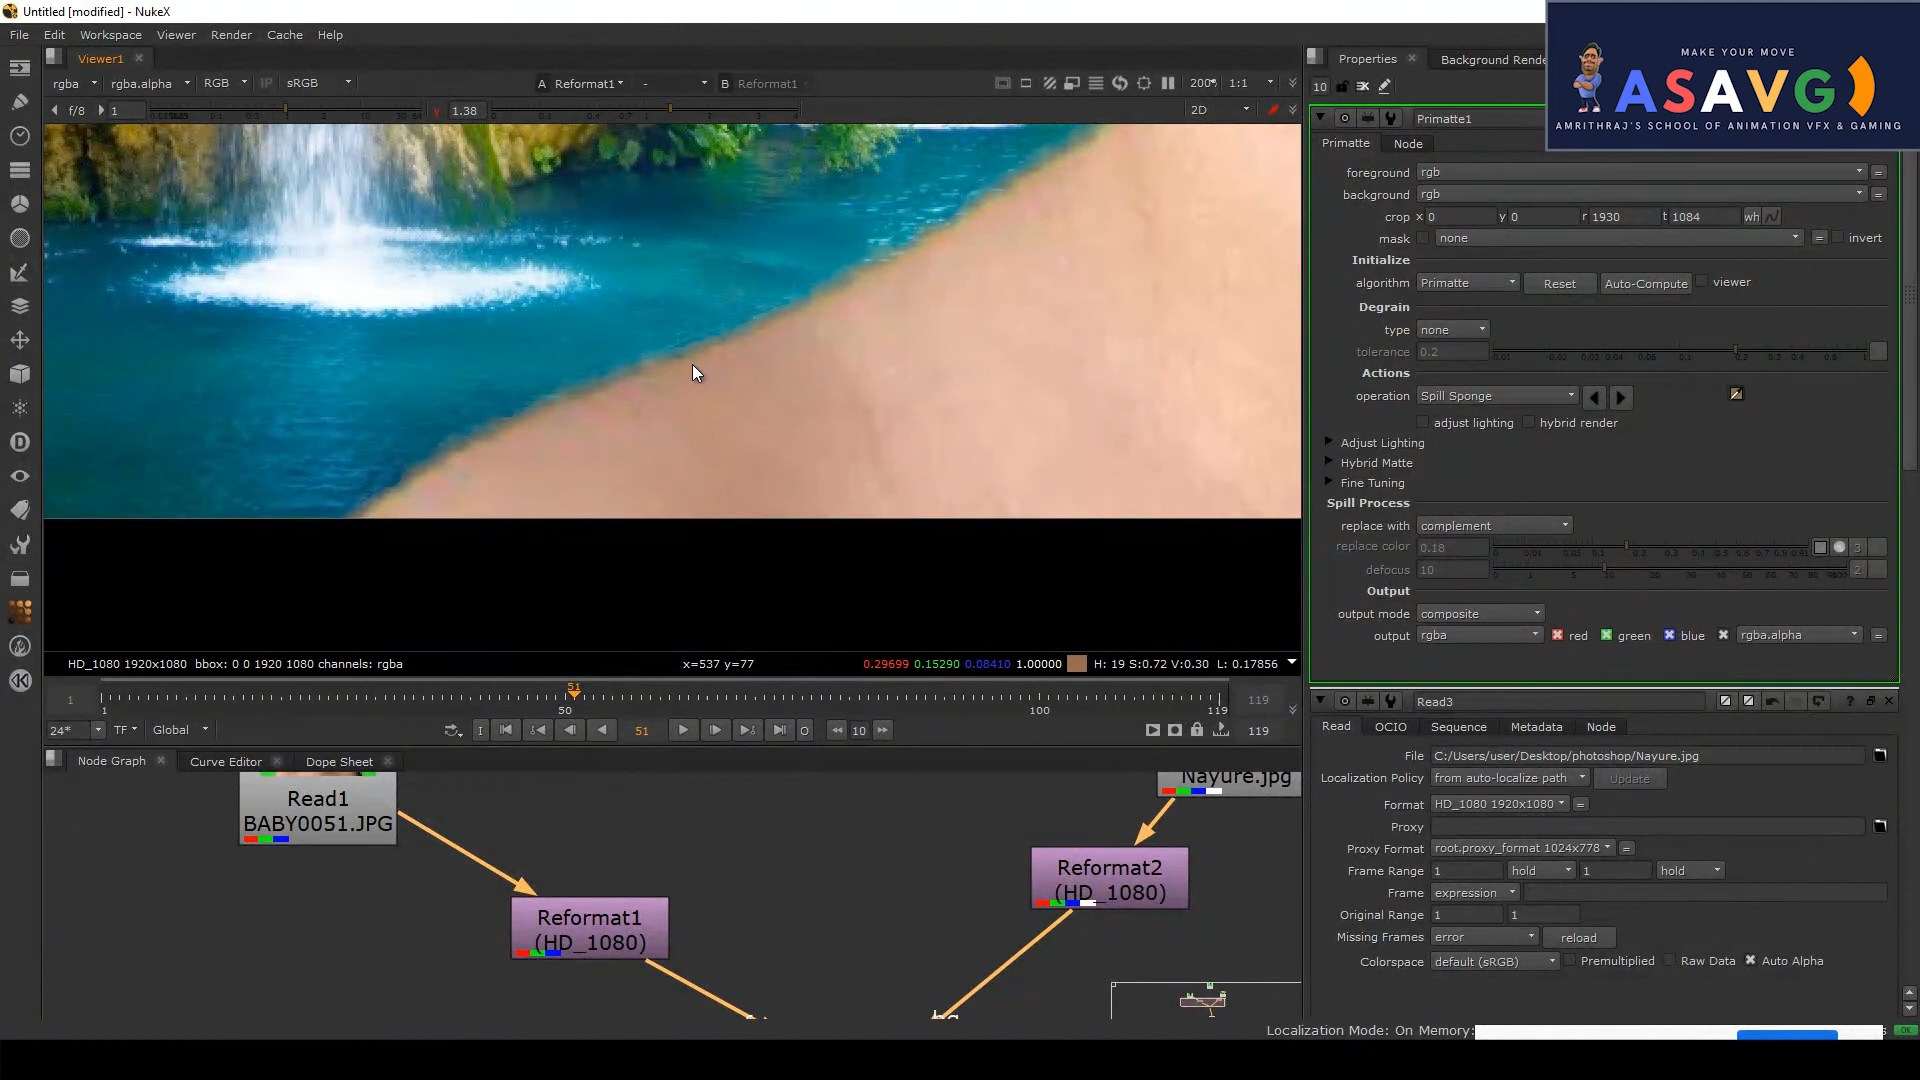 Untitled [modified] - NukeX
File Edit Workspace Viewer Render Cache Help
MAKE YOUR MOVE
ASAVG
AMRITHRAJ'S SCHOOL OF ANIMATION VFX & GAMING
Viewer1
rgba rgba.alpha RGB IP sRGB A Reformat1 - B Reformat1 200% 1:1
f/8 1 y 1.38 2D
HD_1080 1920x1080 bbox: 0 0 1920 1080 channels: rgba x=537 y=77 0.29699 0.15290 0.08410 1.00000 H: 19 S:0.72 V:0.30 L: 0.17856
1 51 119
1 50 100 119
24* TF Global I 51 O 10 119
Node Graph Curve Editor Dope Sheet
Read1
BABY0051.JPG
Nayure.jpg
Reformat1
(HD_1080)
Reformat2
(HD_1080)
bg
Properties Background Rende
10
Primatte1
Primatte Node
foreground rgb =
background rgb =
crop x 0 y 0 r 1930 t 1084 wh
mask none = invert
Initialize
algorithm Primatte Reset Auto-Compute viewer
Degrain
type none
tolerance 0.2
Actions
operation Spill Sponge
adjust lighting hybrid render
Adjust Lighting
Hybrid Matte
Fine Tuning
Spill Process
replace with complement
replace color 0.18 3
defocus 10 2
Output
output mode composite
output rgba red green blue rgba.alpha =
Read3
Read OCIO Sequence Metadata Node
File C:/Users/user/Desktop/photoshop/Nayure.jpg
Localization Policy from auto-localize path Update
Format HD_1080 1920x1080 =
Proxy
Proxy Format root.proxy_format 1024x778 =
Frame Range 1 hold 1 hold
Frame expression
Original Range 1 1
Missing Frames error reload
Colorspace default (sRGB) Premultiplied Raw Data Auto Alpha
Localization Mode: On Memory: